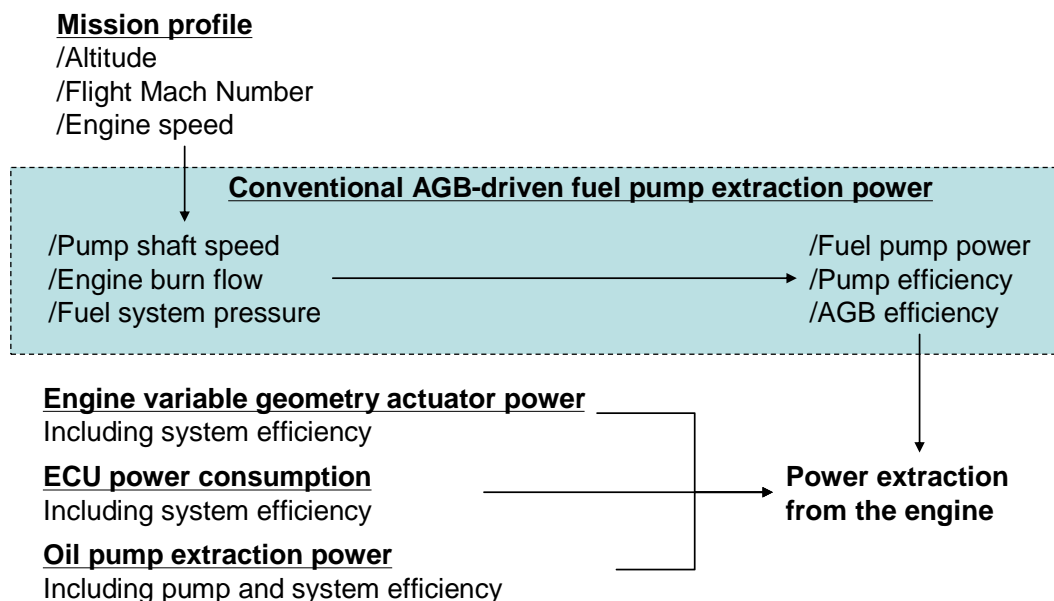 Mission profile
/Altitude
/Flight Mach Number
/Engine speed
Conventional AGB-driven fuel pump extraction power
/Pump shaft speed
/Engine burn flow
/Fuel system pressure
/Fuel pump power
/Pump efficiency
/AGB efficiency
Engine variable geometry actuator power
Including system efficiency
ECU power consumption
Including system efficiency
Oil pump extraction power
Including pump and system efficiency
Power extraction
from the engine